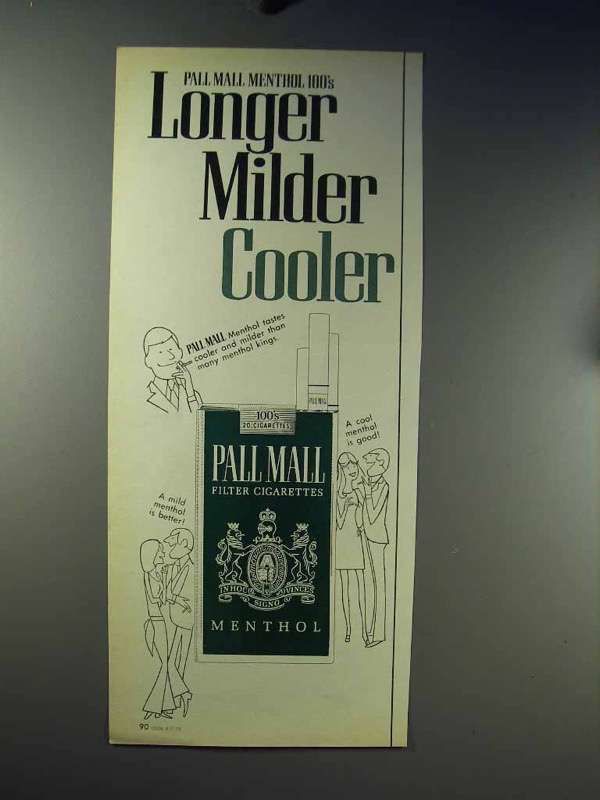 PALL MALL MENTHOL 100's
Longer
Milder
Cooler
PALL MALL Menthol tastes
cooler and milder than
many menthol kings.
PALL MALL
100's
20 CIGARETTES
PALL MALL
FILTER CIGARETTES
A cool
menthol
is good!
A mild
menthol
is better!
IN HOC SIGNO VINCES
MENTHOL
90